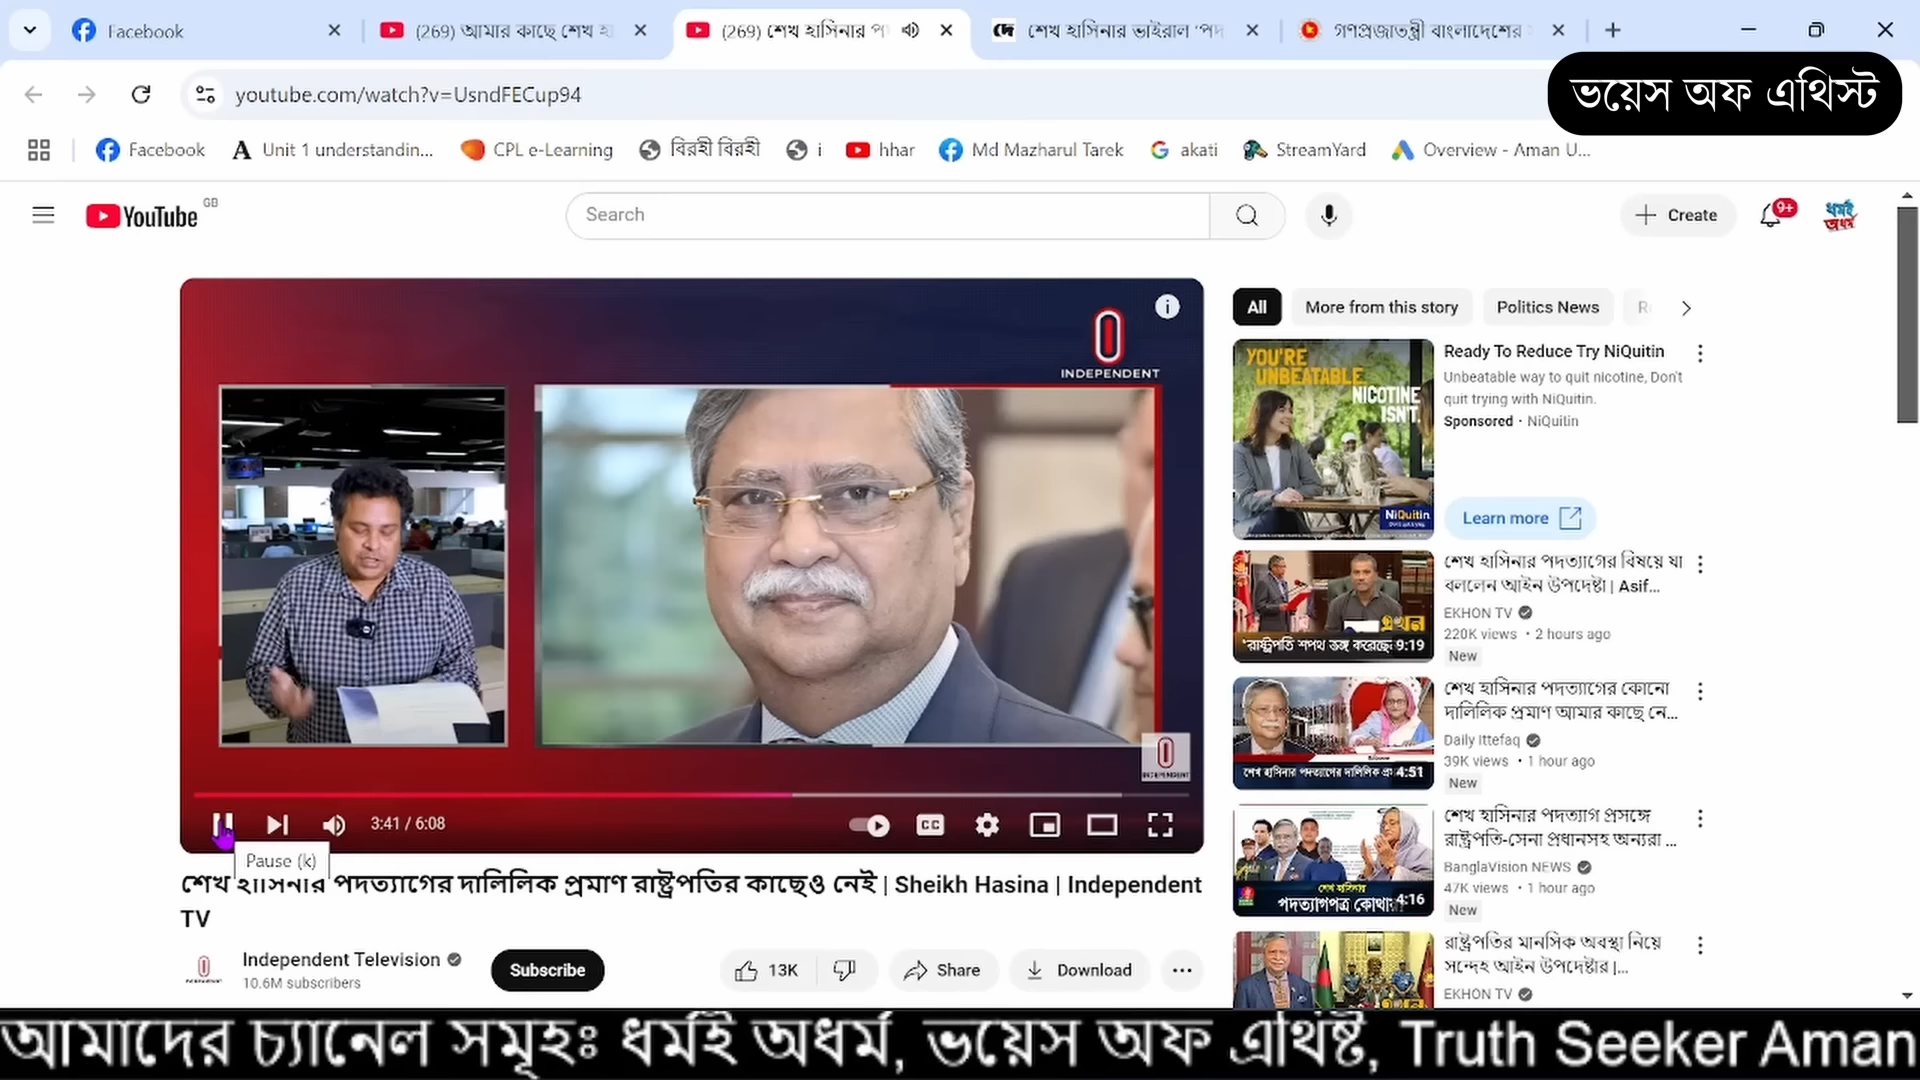 Facebook
(269) আমার কাছে শেখ হা
(269) শেখ হাসিনার প
শেখ হাসিনার ভাইরাল 'পদ
গণপ্রজাতন্ত্রী বাংলাদেশের
youtube.com/watch?v=UsndFECup94
ভয়েস অফ এথিস্ট
Facebook
Unit 1 understandin...
CPL e-Learning
বিরহী বিরহী
i
hhar
Md Mazharul Tarek
akati
StreamYard
Overview - Aman U...
YouTube GB
Search
Create
9+
ধর্মই অধর্ম
INDEPENDENT
INDEPENDENT
3:41 / 6:08
CC
Pause (k)
শেখ হাসিনার পদত্যাগের দালিলিক প্রমাণ রাষ্ট্রপতির কাছেও নেই | Sheikh Hasina | Independent
TV
Independent Television
10.6M subscribers
Subscribe
13K
Share
Download
All
More from this story
Politics News
YOU'RE
UNBEATABLE
NICOTINE
ISN'T.
NiQuitin
Ready To Reduce Try NiQuitin
Unbeatable way to quit nicotine, Don't
quit trying with NiQuitin.
Sponsored · NiQuitin
Learn more
এখন
'রাষ্ট্রপতি শপথ ভঙ্গ করেছে
9:19
শেখ হাসিনার পদত্যাগের বিষয়ে যা
বললেন আইন উপদেষ্টা | Asif...
EKHON TV
220K views • 2 hours ago
New
শেখ হাসিনার পদত্যাগের দালিলিক প্র
4:51
শেখ হাসিনার পদত্যাগের কোনো
দালিলিক প্রমাণ আমার কাছে নে...
Daily Ittefaq
39K views • 1 hour ago
New
শেখ হাসিনার
পদত্যাগপত্র কোথায়
4:16
শেখ হাসিনার পদত্যাগ প্রসঙ্গে
রাষ্ট্রপতি-সেনা প্রধানসহ অন্যরা ...
BanglaVision NEWS
47K views • 1 hour ago
New
রাষ্ট্রপতির মানসিক অবস্থা নিয়ে
সন্দেহ আইন উপদেষ্টার |...
EKHON TV
আমাদের চ্যানেল সমূহঃ ধর্মই অধর্ম, ভয়েস অফ এথিষ্ট, Truth Seeker Aman